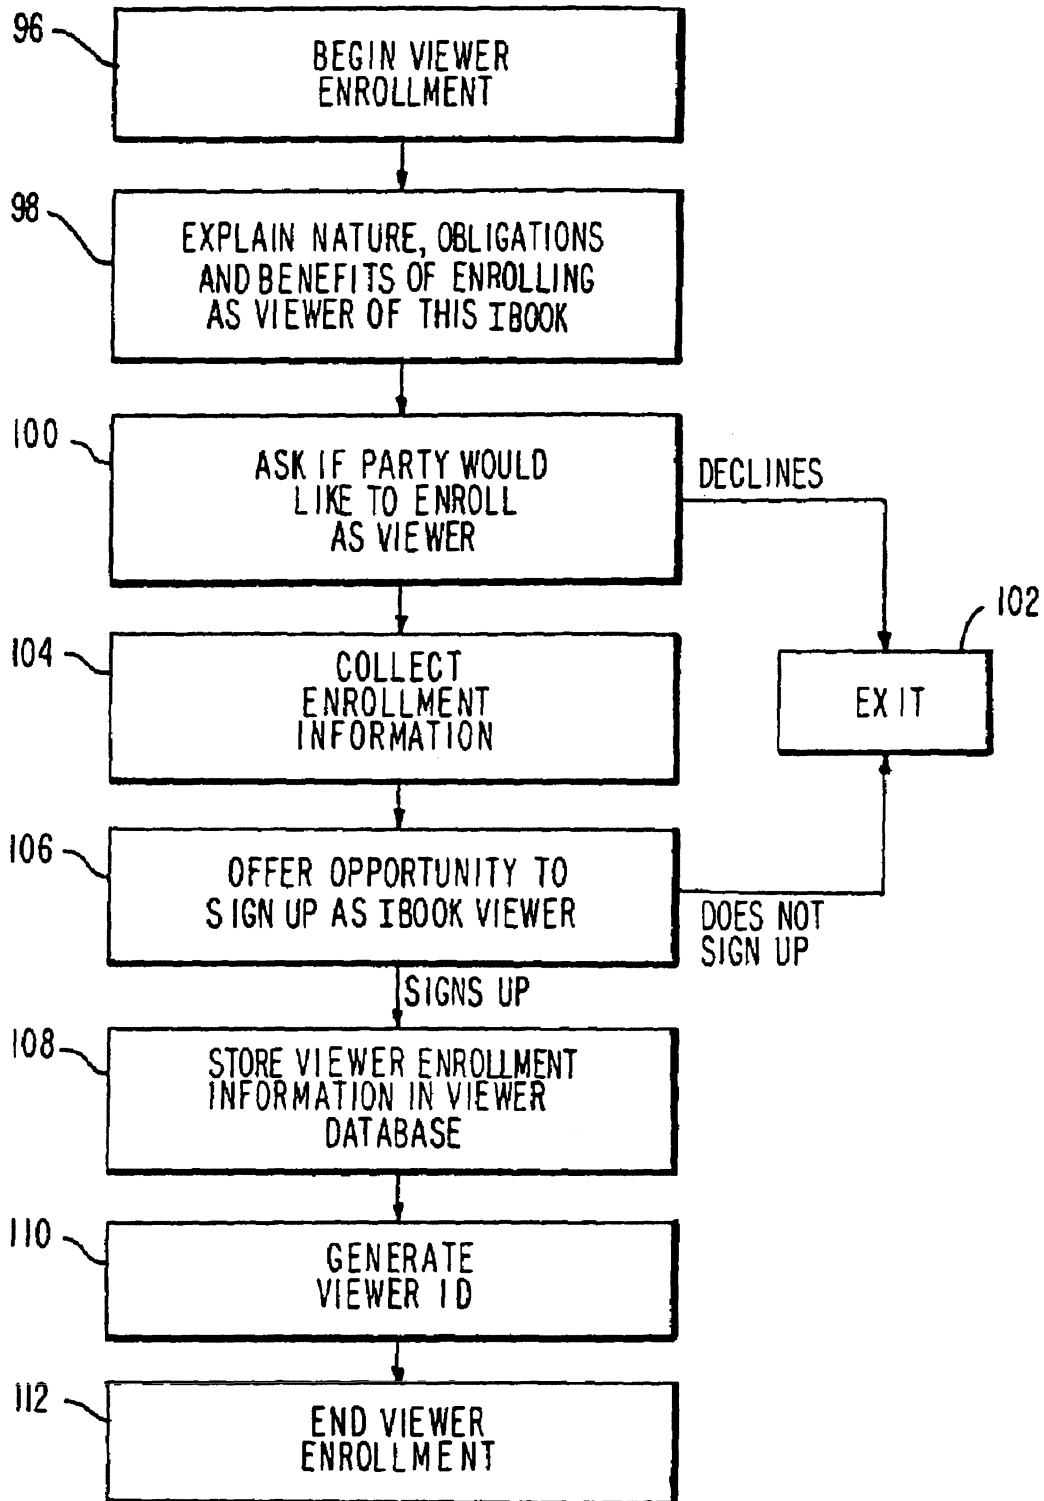 96
BEGIN VIEWER
ENROLLMENT
98
EXPLAIN NATURE, OBLIGATIONS
AND BENEFITS OF ENROLLING
AS VIEWER OF THIS IBOOK
100
ASK IF PARTY WOULD
LIKE TO ENROLL
AS VIEWER
DECLINES
102
EXIT
104
COLLECT
ENROLLMENT
INFORMATION
106
OFFER OPPORTUNITY TO
SIGN UP AS IBOOK VIEWER
DOES NOT
SIGN UP
SIGNS UP
108
STORE VIEWER ENROLLMENT
INFORMATION IN VIEWER
DATABASE
110
GENERATE
VIEWER ID
112
END VIEWER
ENROLLMENT